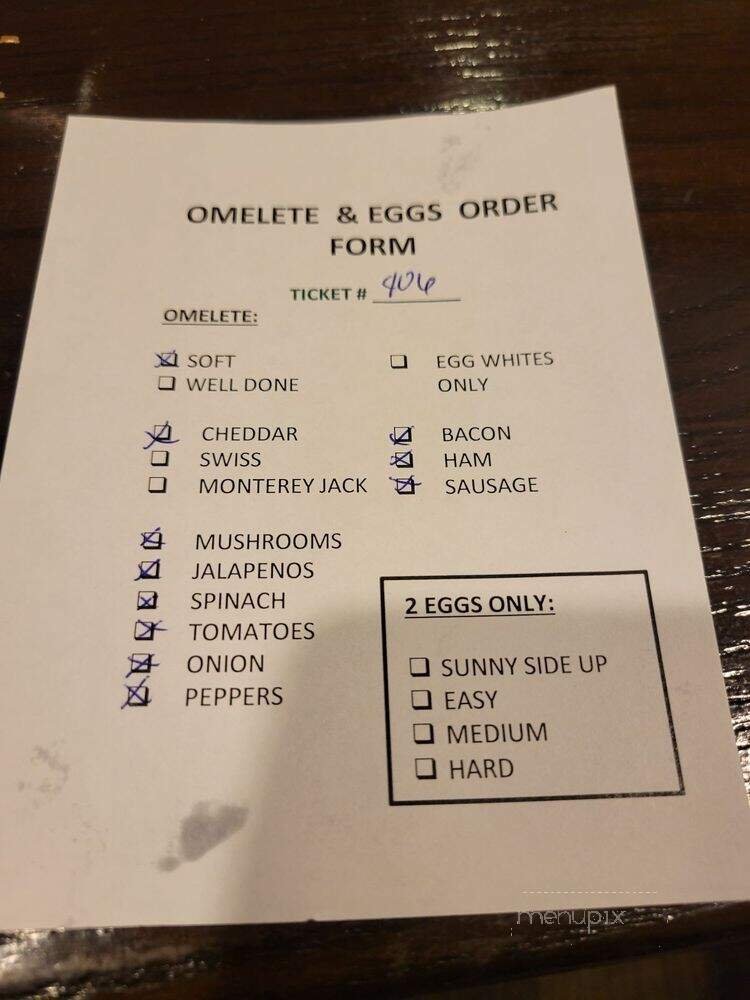 OMELETE & EGGS ORDER
FORM
TICKET # 406
OMELETE:
SOFT
WELL DONE
EGG WHITES
ONLY
CHEDDAR
SWISS
MONTEREY JACK
BACON
HAM
SAUSAGE
MUSHROOMS
JALAPENOS
SPINACH
TOMATOES
ONION
PEPPERS
2 EGGS ONLY:
SUNNY SIDE UP
EASY
MEDIUM
HARD
menupix